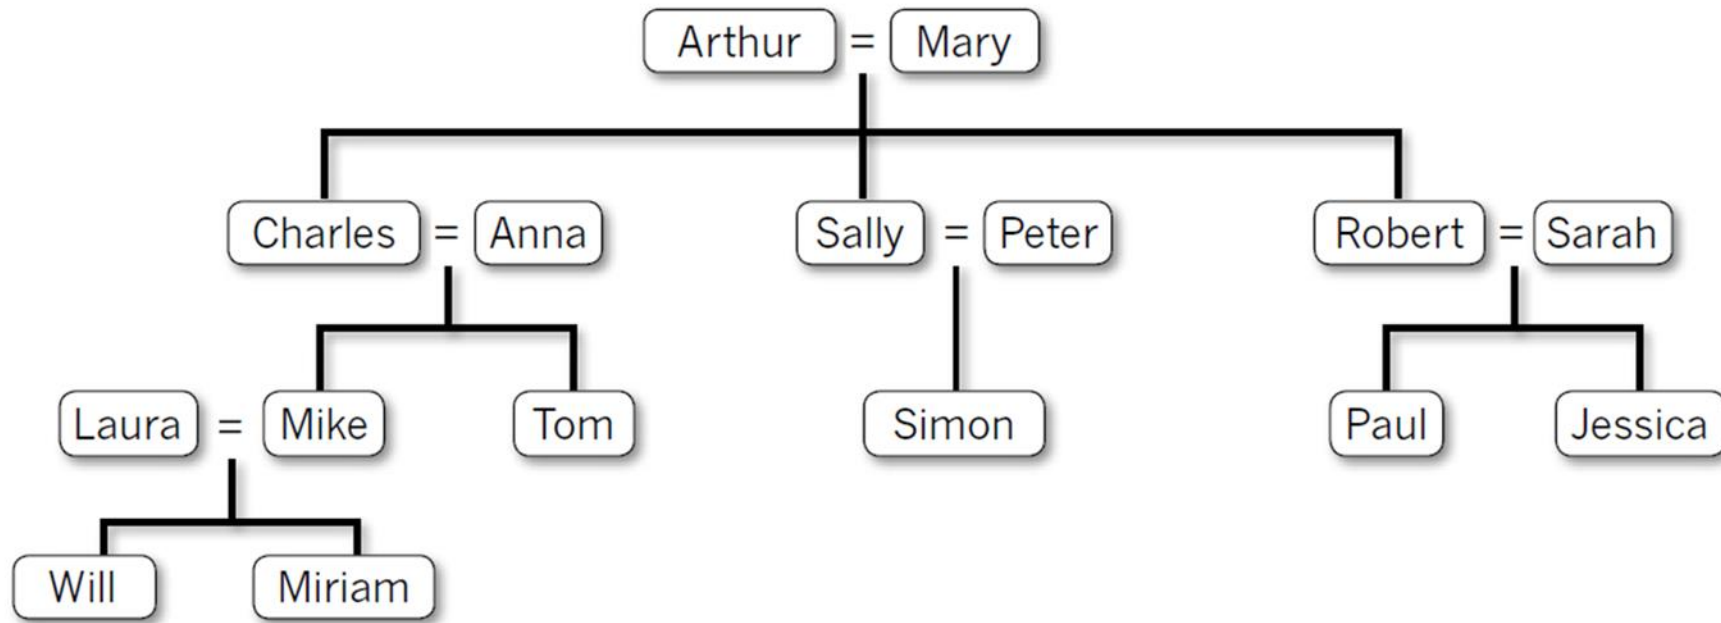 Arthur = Mary
Charles = Anna Sally = Peter Robert = Sarah
Laura = Mike Tom Simon Paul Jessica
Will Miriam